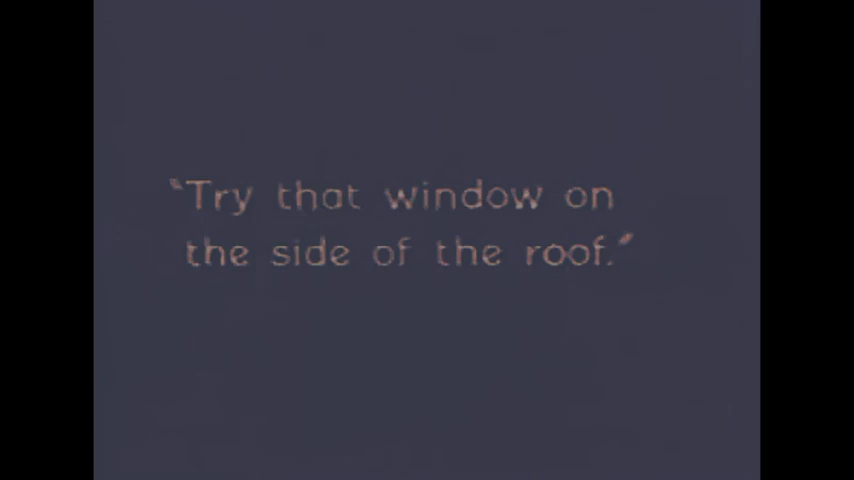 "Try that window on
the side of the roof."